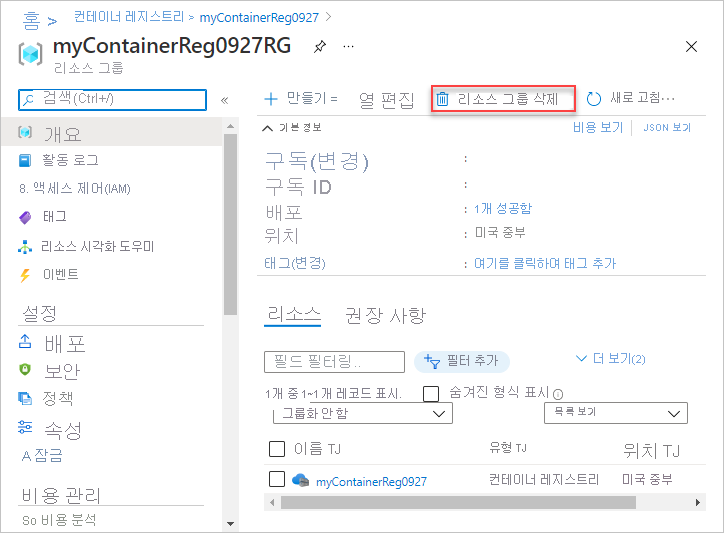 홈 > 컨테이너 레지스트리 > myContainerReg0927 >
myContainerReg0927RG ...
리소스 그룹
검색(Ctrl+/)
«
개요
활동 로그
8. 액세스 제어(IAM)
태그
리소스 시각화 도우미
이벤트
설정
배포
보안
정책
속성
A 잠금
비용 관리
So 비용 분석
+ 만들기 = 열 편집 리소스 그룹 삭제 새로 고침...
기본 정보 비용 보기 JSON 보기
구독(변경) :
구독 ID :
배포 : 1개 성공함
위치 : 미국 중부
태그(변경) : 여기를 클릭하여 태그 추가
리소스 권장 사항
필드 필터링.. 필터 추가 더 보기(2)
1개 중 1~1개 레코드 표시. 숨겨진 형식 표시
그룹화 안 함 목록 보기
이름 TJ 유형 TJ 위치 TJ
myContainerReg0927 컨테이너 레지스트리 미국 중부